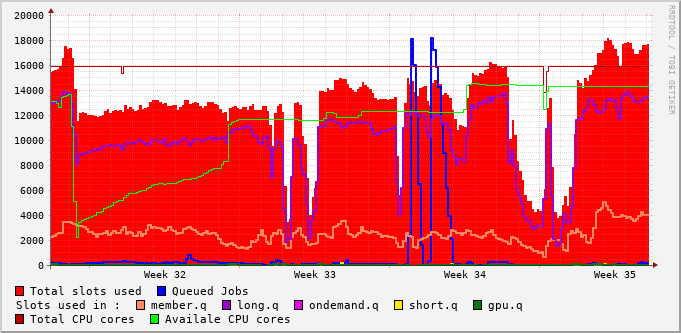 RRDTOOL / TOBI OETIKER
20000
18000
16000
14000
12000
10000
8000
6000
4000
2000
0
Week 32 Week 33 Week 34 Week 35
Total slots used Queued Jobs
Slots used in : member.q long.q ondemand.q short.q gpu.q
Total CPU cores Availale CPU cores